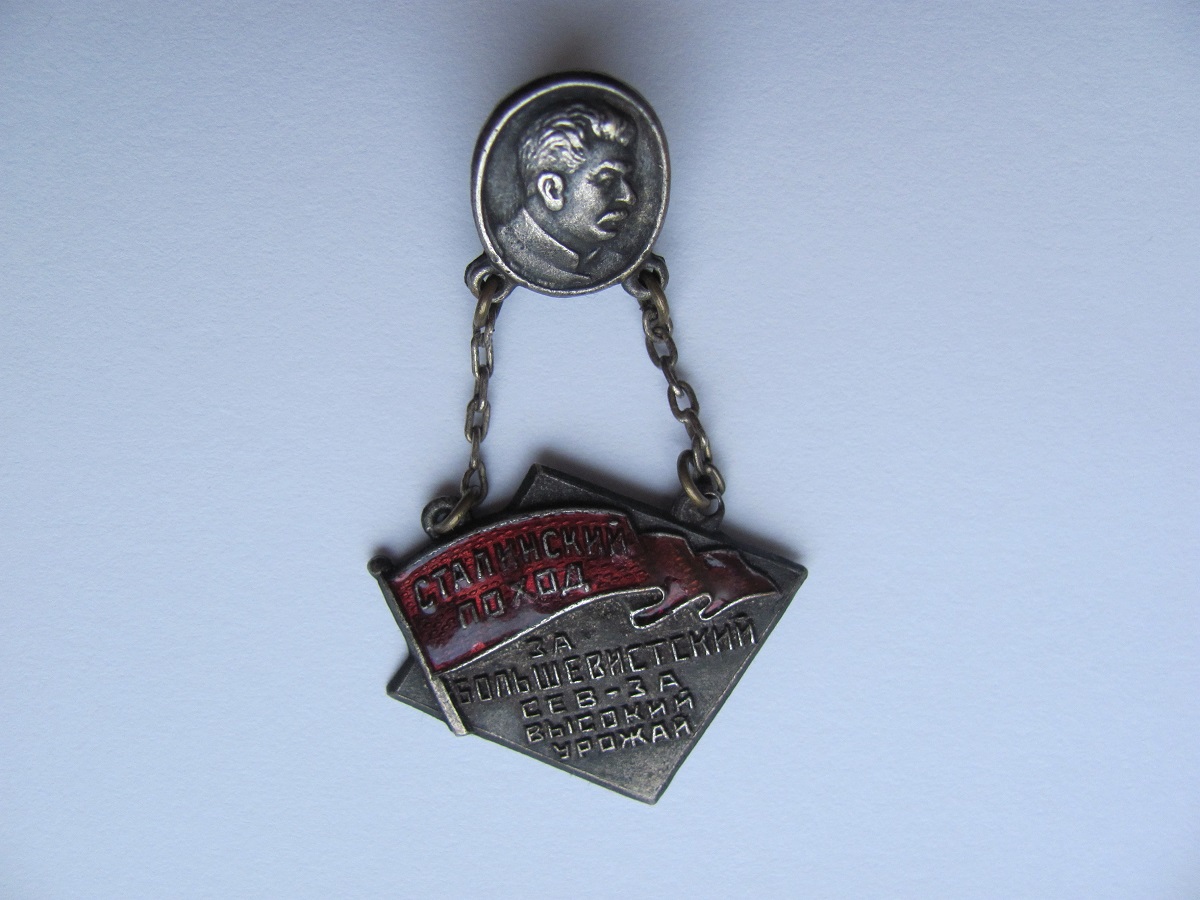 СТАЛИНСКИЙ
ПОХОД
ЗА
БОЛЬШЕВИСТСКИЙ
СЕВ-ЗА
ВЫСОКИЙ
УРОЖАЙ